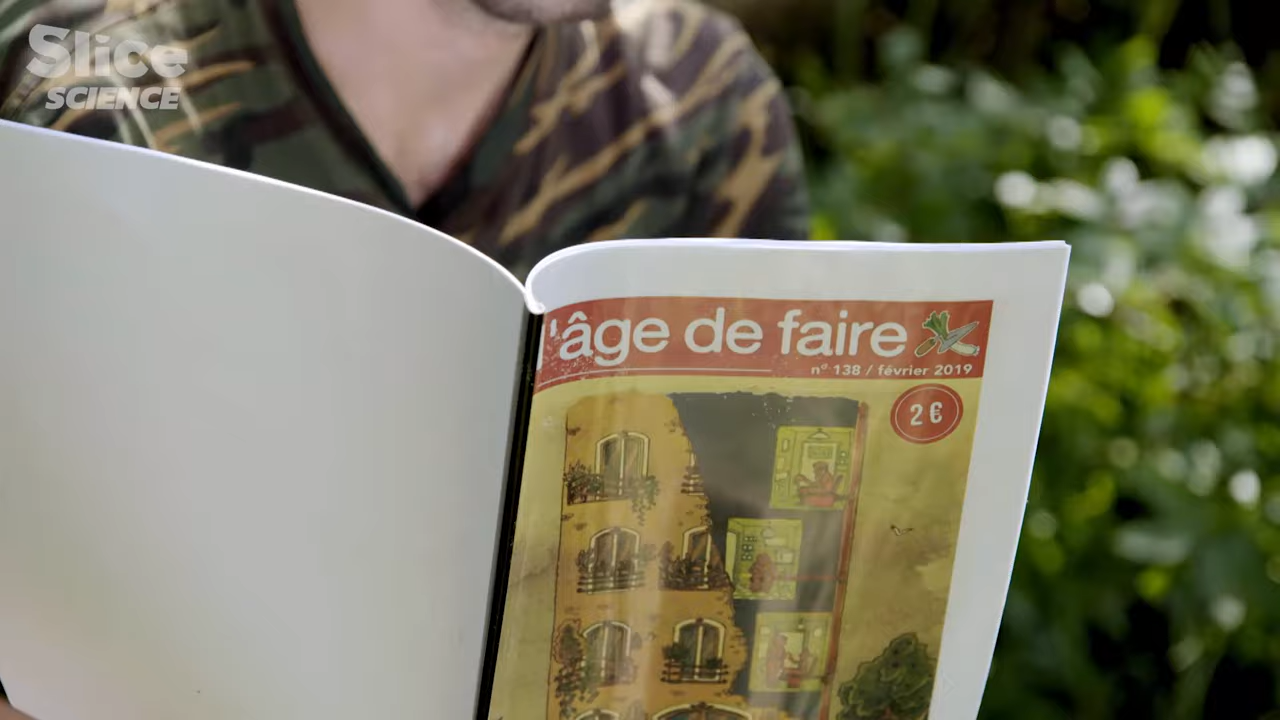 Slice
SCIENCE
l'âge de faire
n° 138 / février 2019
2 €